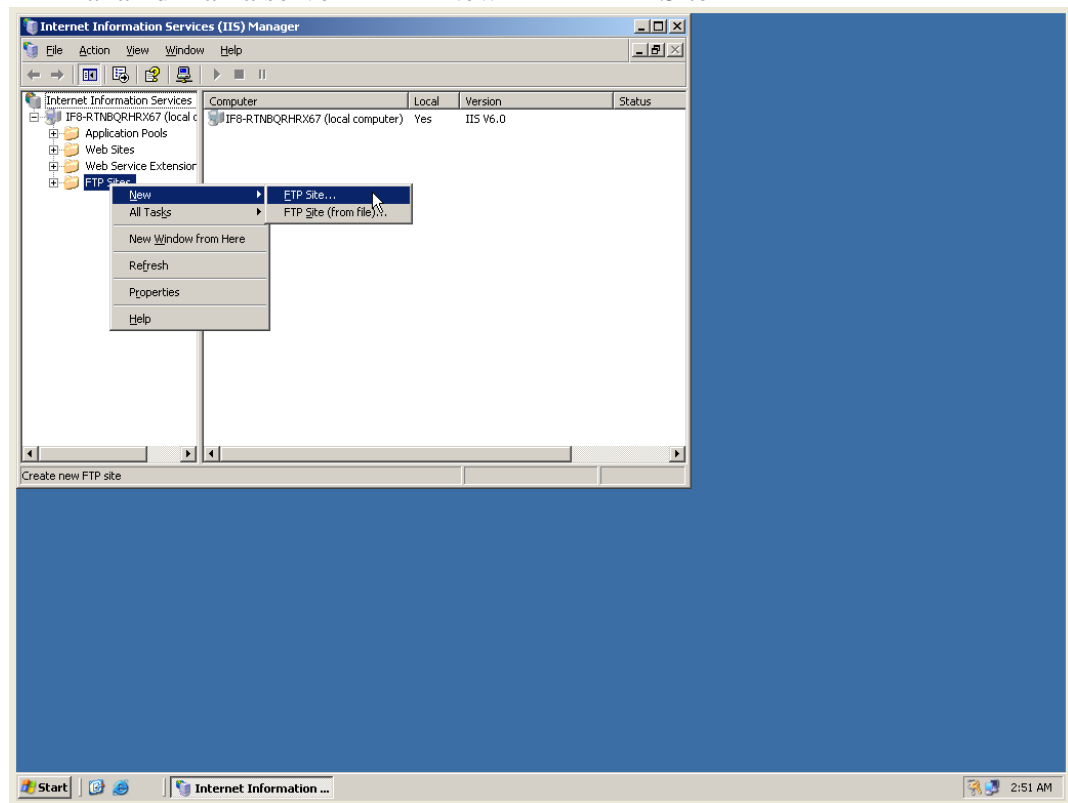 Internet Information Services (IIS) Manager
File Action View Window Help
Internet Information Services
IF8-RTNBQRHRX67 (local c
Application Pools
Web Sites
Web Service Extension
FTP Sites
Computer Local Version Status
IF8-RTNBQRHRX67 (local computer) Yes IIS V6.0
New
All Tasks
New Window from Here
Refresh
Properties
Help
FTP Site...
FTP Site (from file)...
Create new FTP site
Start
Internet Information ...
2:51 AM